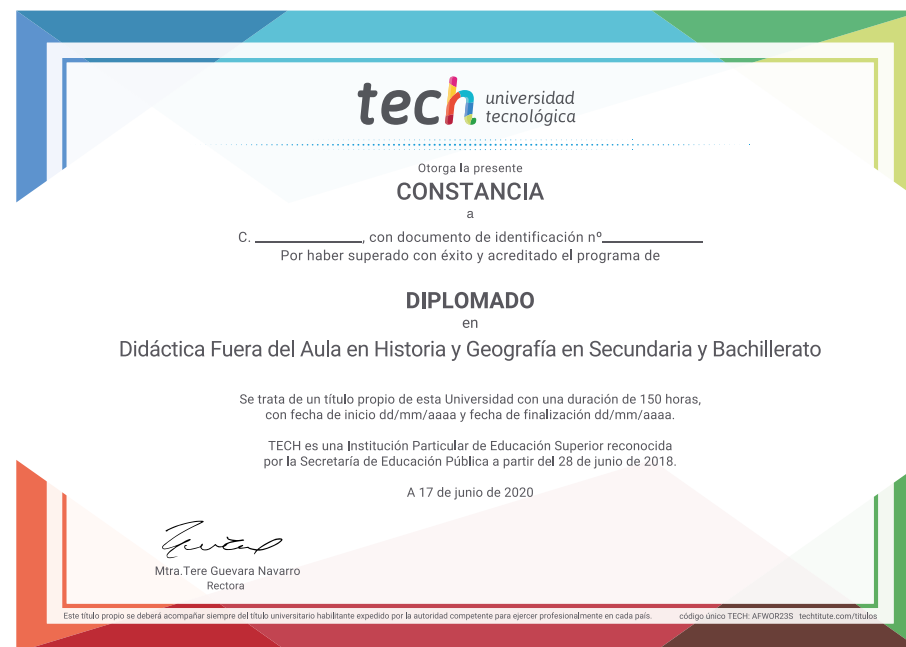 tech universidad
tecnológica
Otorga la presente
CONSTANCIA
a
C. ____________, con documento de identificación nº____________
Por haber superado con éxito y acreditado el programa de
DIPLOMADO
en
Didáctica Fuera del Aula en Historia y Geografía en Secundaria y Bachillerato
Se trata de un título propio de esta Universidad con una duración de 150 horas,
con fecha de inicio dd/mm/aaaa y fecha de finalización dd/mm/aaaa.
TECH es una Institución Particular de Educación Superior reconocida
por la Secretaría de Educación Pública a partir del 28 de junio de 2018.
A 17 de junio de 2020
Mtra.Tere Guevara Navarro
Rectora
Este título propio se deberá acompañar siempre del título universitario habilitante expedido por la autoridad competente para ejercer profesionalmente en cada país. código único TECH: AFWOR23S techtitute.com/titulos